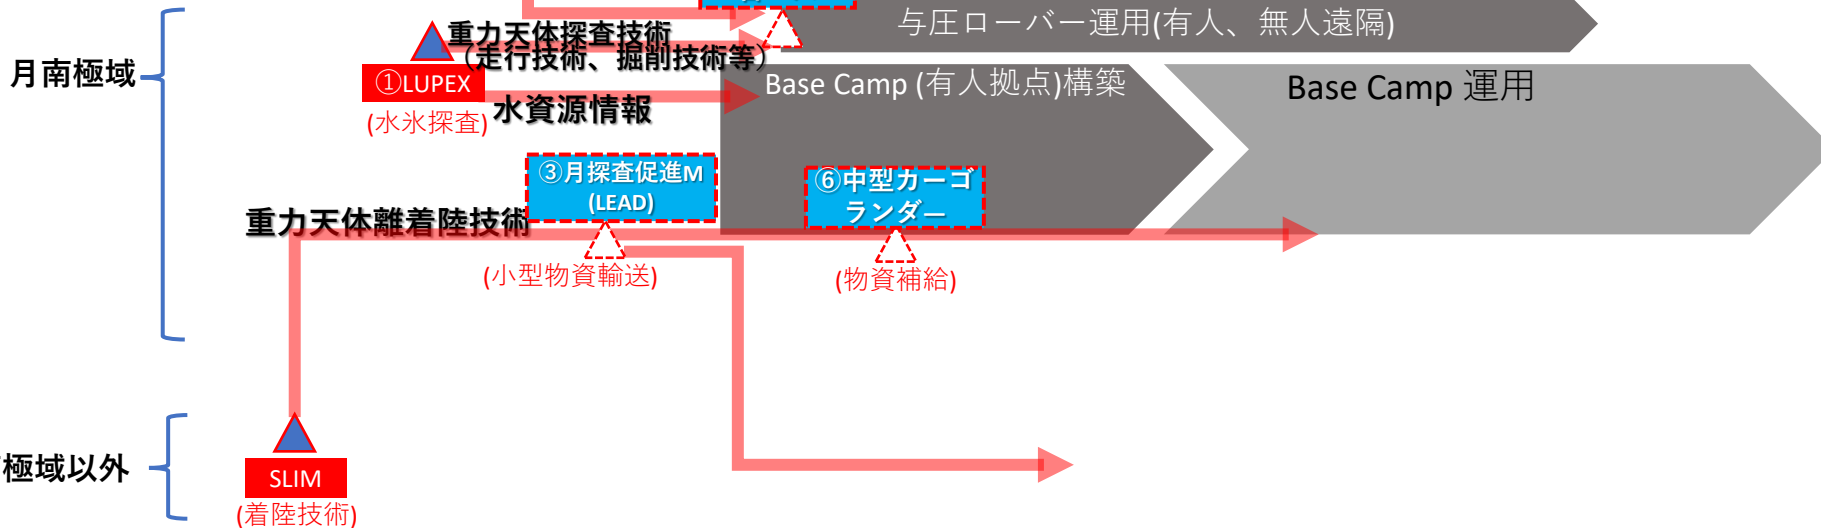 与圧ローバー運用(有人、無人遠隔)
重力天体探査技術
(走行技術、掘削技術等)
月南極域
①LUPEX
(水氷探査)
水資源情報
Base Camp (有人拠点)構築
Base Camp 運用
③月探査促進M
(LEAD)
(小型物資輸送)
⑥中型カーゴ
ランダー
(物資補給)
重力天体離着陸技術
極域以外
SLIM
(着陸技術)